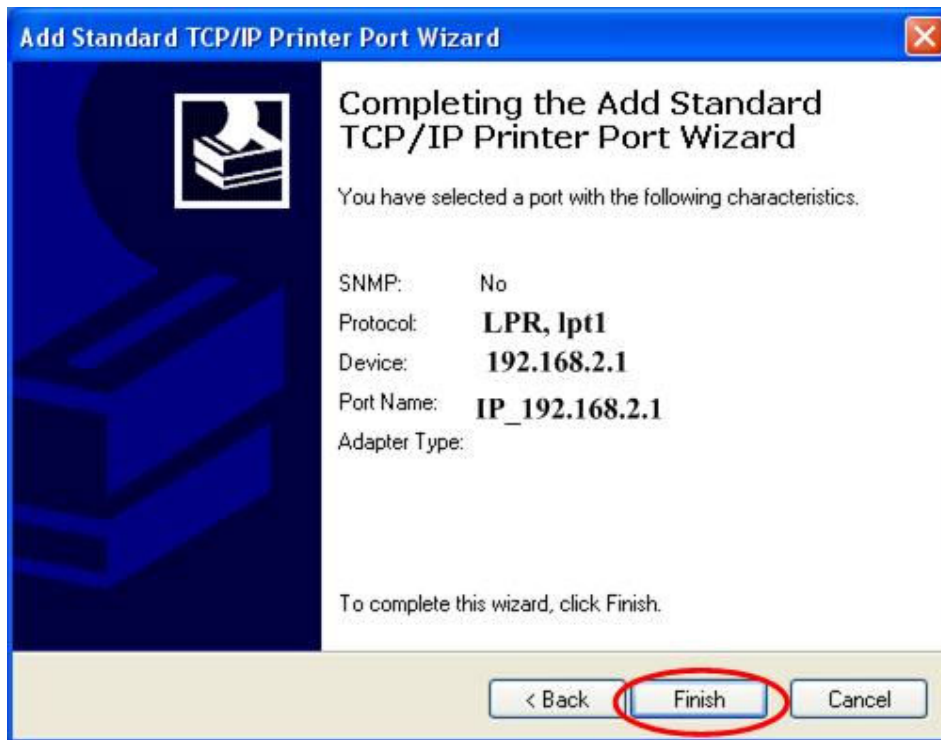 Add Standard TCP/IP Printer Port Wizard
Completing the Add Standard
TCP/IP Printer Port Wizard
You have selected a port with the following characteristics.
SNMP: No
Protocol: LPR, lpt1
Device: 192.168.2.1
Port Name: IP_192.168.2.1
Adapter Type:
To complete this wizard, click Finish.
< Back Finish Cancel